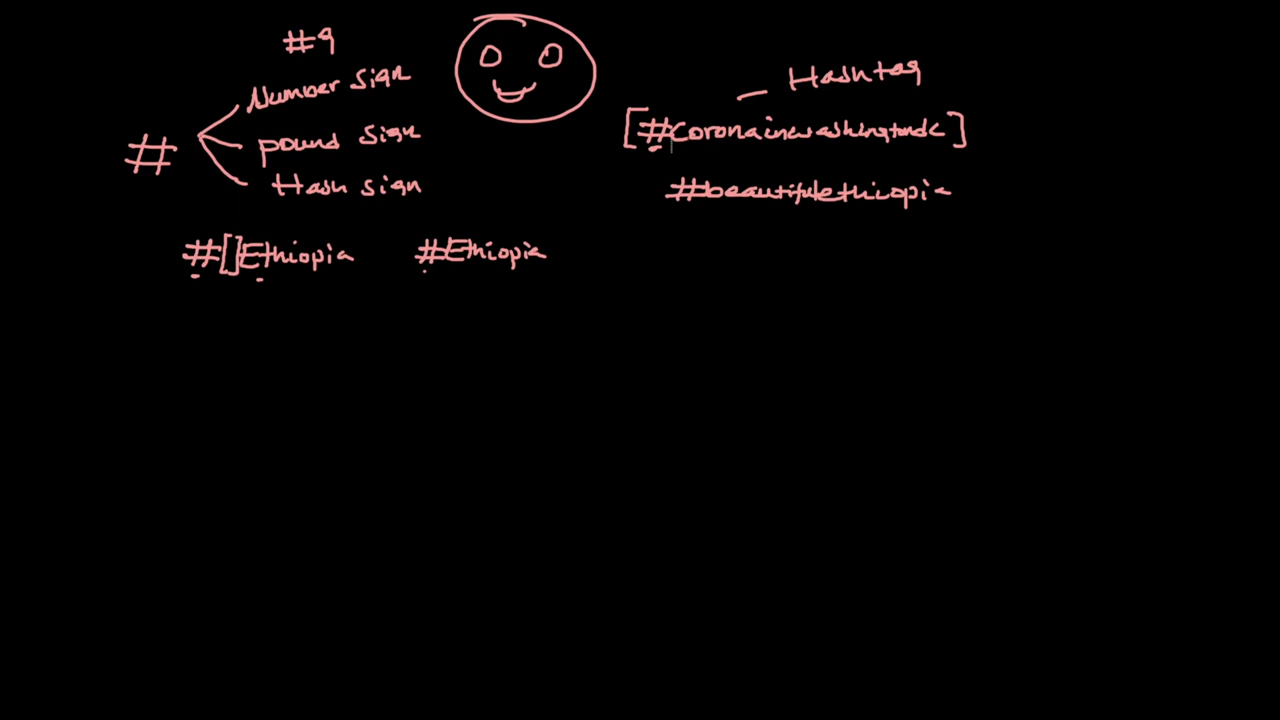 #9
Number Sign
# pound Sign
Hash sign
Hashtag
[#Coronainwashingtondc]
#beautifulethiopia
#[]Ethiopia #Ethiopia